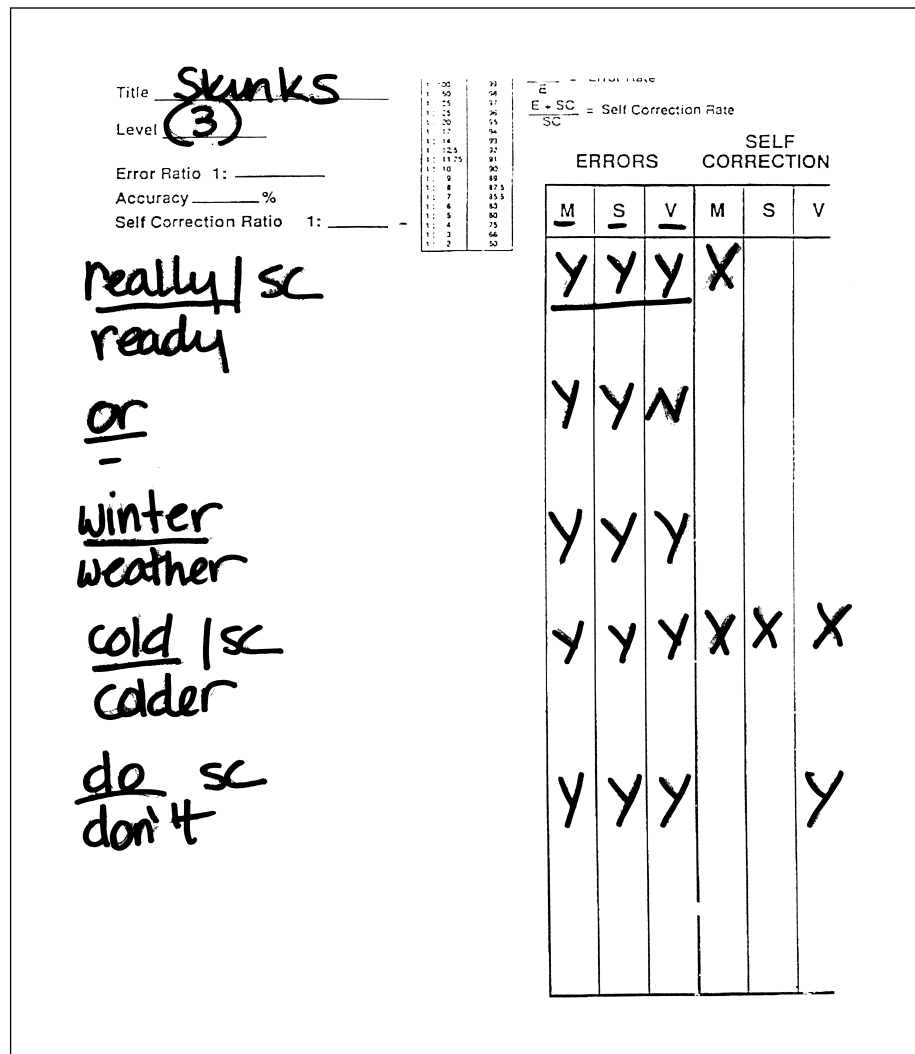 Title Skunks
Level 3
Error Ratio 1:
Accuracy %
Self Correction Ratio 1: -
E
E + SC
SC
= Self Correction Rate
ERRORS
SELF CORRECTION
M S V M S V
really | SC
ready
Y Y Y X
or
-
Y Y N
winter
weather
Y Y Y
cold | SC
colder
Y Y Y X X X
do SC
don't
Y Y Y Y